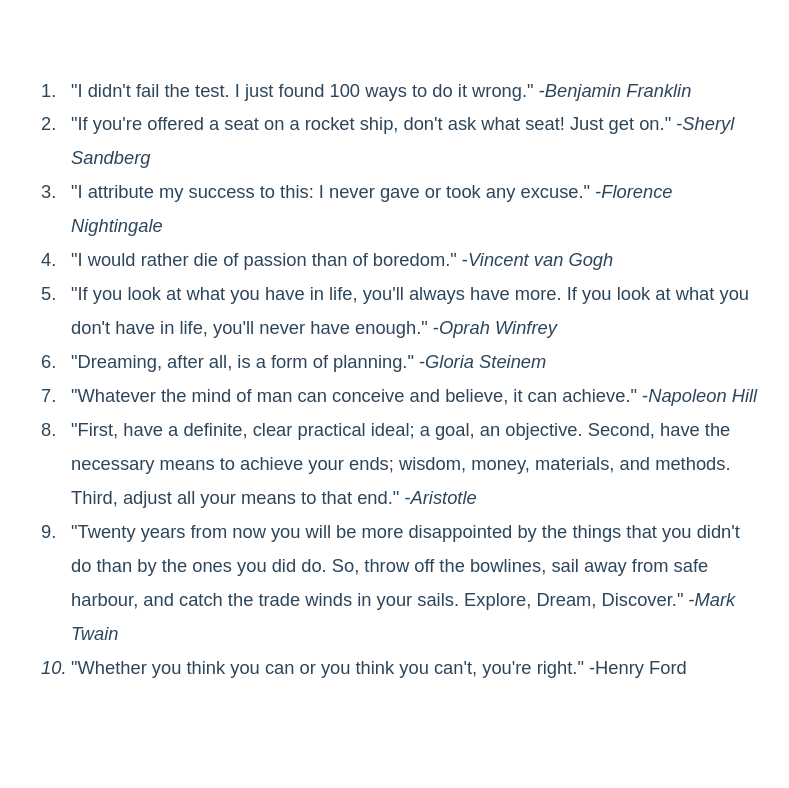 1. "I didn't fail the test. I just found 100 ways to do it wrong." -Benjamin Franklin
2. "If you're offered a seat on a rocket ship, don't ask what seat! Just get on." -Sheryl
Sandberg
3. "I attribute my success to this: I never gave or took any excuse." -Florence
Nightingale
4. "I would rather die of passion than of boredom." -Vincent van Gogh
5. "If you look at what you have in life, you'll always have more. If you look at what you
don't have in life, you'll never have enough." -Oprah Winfrey
6. "Dreaming, after all, is a form of planning." -Gloria Steinem
7. "Whatever the mind of man can conceive and believe, it can achieve." -Napoleon Hill
8. "First, have a definite, clear practical ideal; a goal, an objective. Second, have the
necessary means to achieve your ends; wisdom, money, materials, and methods.
Third, adjust all your means to that end." -Aristotle
9. "Twenty years from now you will be more disappointed by the things that you didn't
do than by the ones you did do. So, throw off the bowlines, sail away from safe
harbour, and catch the trade winds in your sails. Explore, Dream, Discover." -Mark
Twain
10. "Whether you think you can or you think you can't, you're right." -Henry Ford